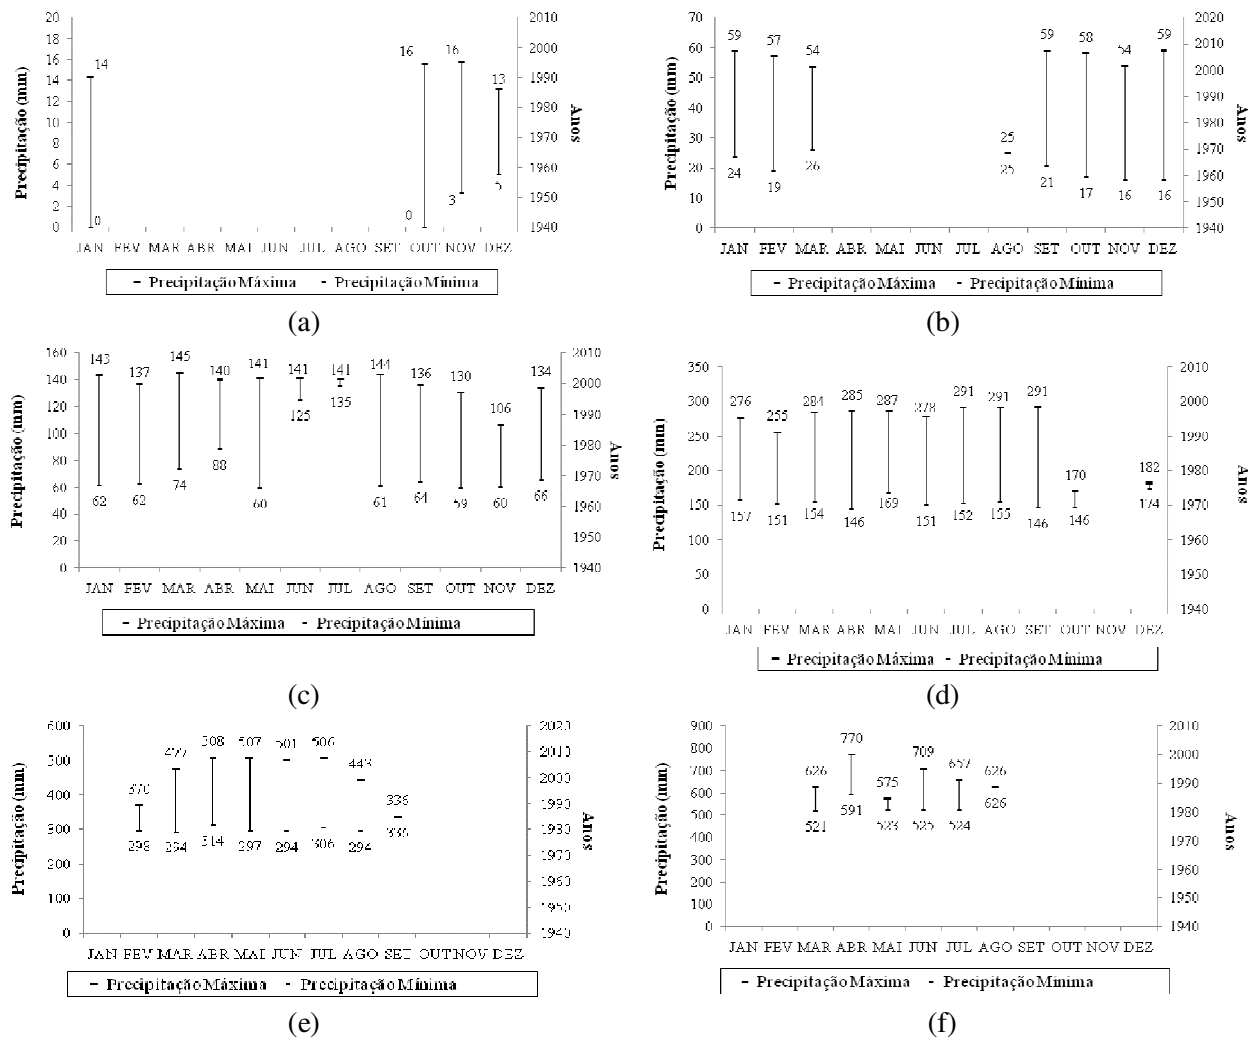 20 2010
18 2000
16 1990
14 1980
12 1970
10 1960
8 1950
6 1940
4
2
0
Precipitação (mm)
Anos
14 16 16 13
0 0 3 5
JAN FEV MAR ABR MAI JUN JUL AGO SET OUT NOV DEZ
Precipitação Máxima Precipitação Mínima
(a)
70 2020
60 2010
50 2000
40 1990
30 1980
20 1970
10 1960
0 1950
1940
Precipitação (mm)
Anos
59 57 54 25 59 58 54 59
24 19 26 25 21 17 16 16
JAN FEV MAR ABR MAI JUN JUL AGO SET OUT NOV DEZ
Precipitação Máxima Precipitação Mínima
(b)
160 2010
140 2000
120 1990
100 1980
80 1970
60 1960
40 1950
20 1940
0
Precipitação (mm)
Anos
143 137 145 140 141 141 141 144 136 130 106 134
62 62 74 88 60 125 135 61 64 59 60 66
JAN FEV MAR ABR MAI JUN JUL AGO SET OUT NOV DEZ
Precipitação Máxima Precipitação Mínima
(c)
350 2010
300 2000
250 1990
200 1980
150 1970
100 1960
50 1950
0 1940
Precipitação (mm)
Anos
276 255 284 285 287 278 291 291 291 170 182
157 151 154 146 169 151 152 155 146 146 174
JAN FEV MAR ABR MAI JUN JUL AGO SET OUT NOV DEZ
Precipitação Máxima Precipitação Mínima
(d)
600 2020
500 2010
400 2000
300 1990
200 1980
100 1970
0 1960
1950
1940
Precipitação (mm)
Anos
370 508 507 501 506 443 336
298 294 314 297 294 306 294 336
JAN FEV MAR ABR MAI JUN JUL AGO SET OUT NOV DEZ
Precipitação Máxima Precipitação Mínima
(e)
900 2010
800 2000
700 1990
600 1980
500 1970
400 1960
300 1950
200 1940
100
0
Precipitação (mm)
Anos
626 770 575 709 657 626
521 591 523 525 524 626
JAN FEV MAR ABR MAI JUN JUL AGO SET OUT NOV DEZ
Precipitação Máxima Precipitação Mínima
(f)